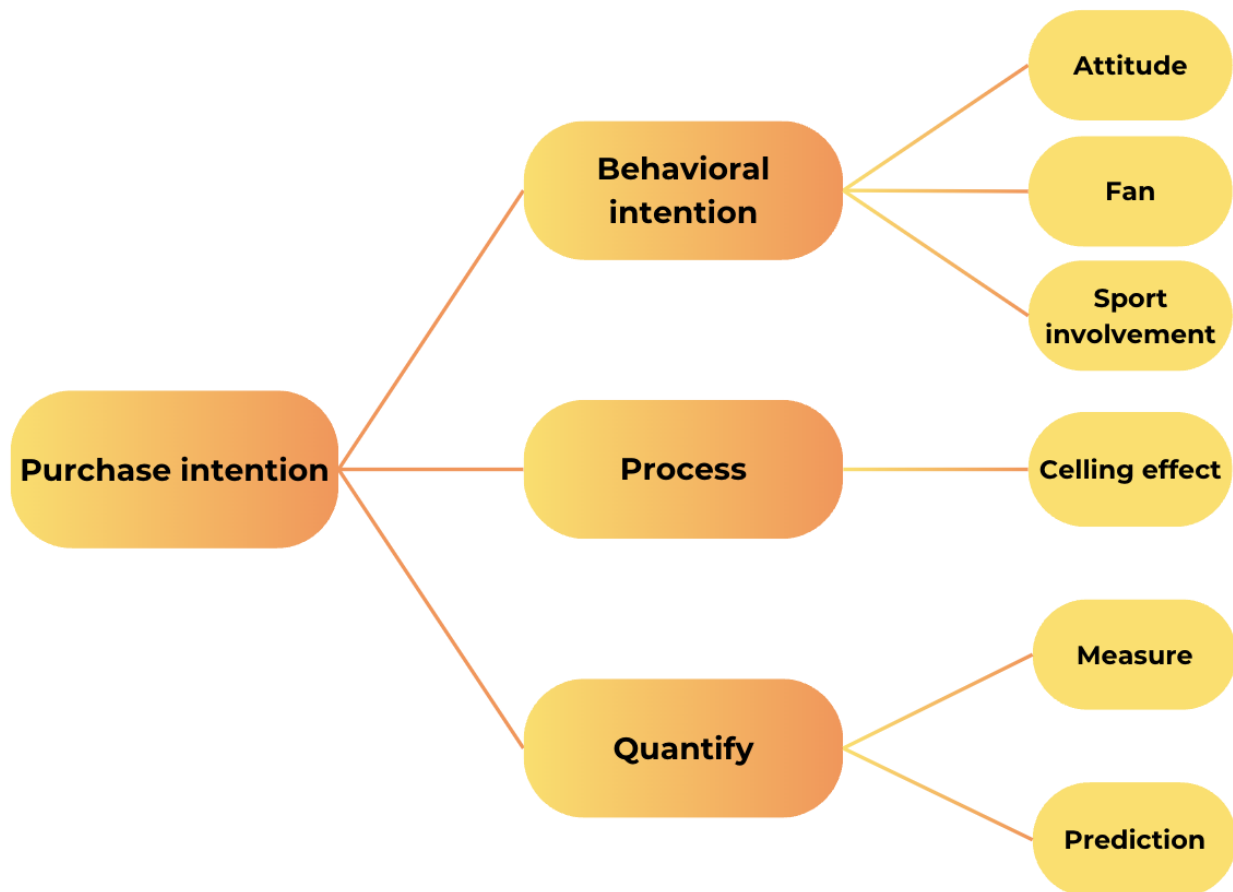 Attitude
Behavioral
intention
Fan
Sport
involvement
Purchase intention
Process
Celling effect
Measure
Quantify
Prediction